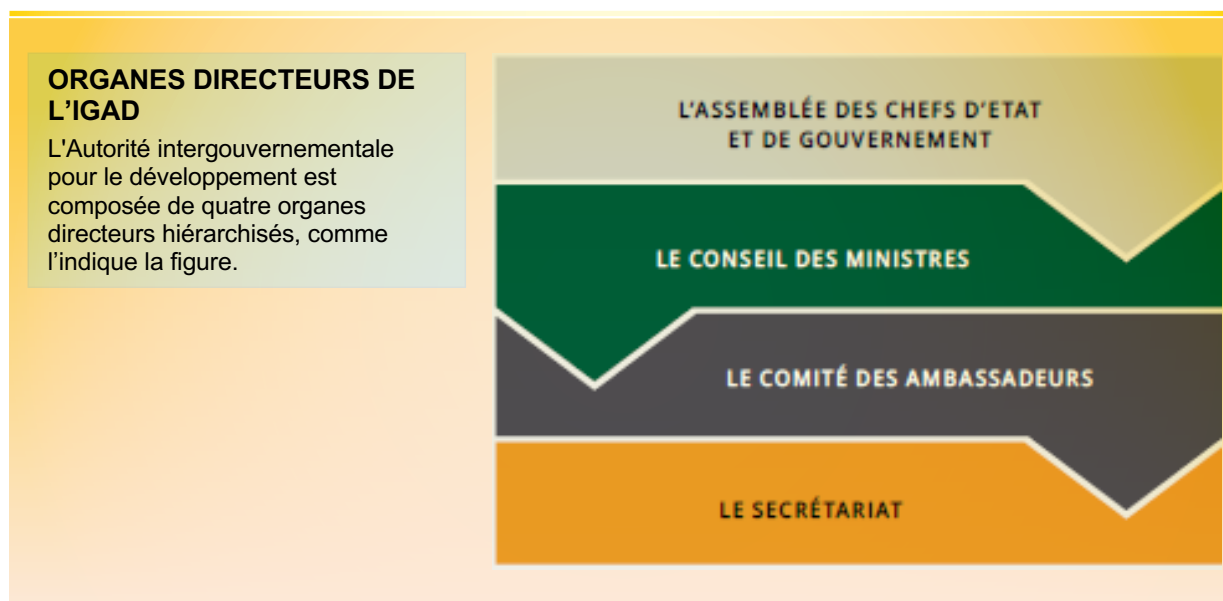 ORGANES DIRECTEURS DE
L’IGAD
L'Autorité intergouvernementale
pour le développement est
composée de quatre organes
directeurs hiérarchisés, comme
l’indique la figure.
L’ASSEMBLÉE DES CHEFS D’ETAT
ET DE GOUVERNEMENT
LE CONSEIL DES MINISTRES
LE COMITÉ DES AMBASSADEURS
LE SECRÉTARIAT